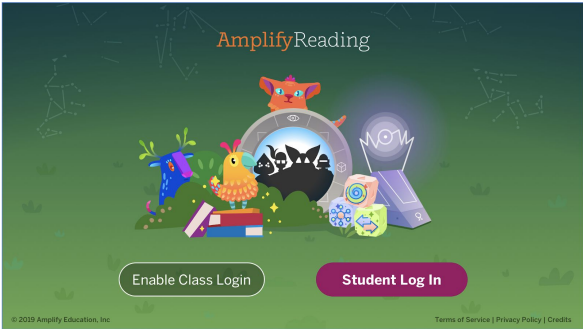 AmplifyReading
Enable Class Login
Student Log In
© 2019 Amplify Education, Inc
Terms of Service | Privacy Policy | Credits